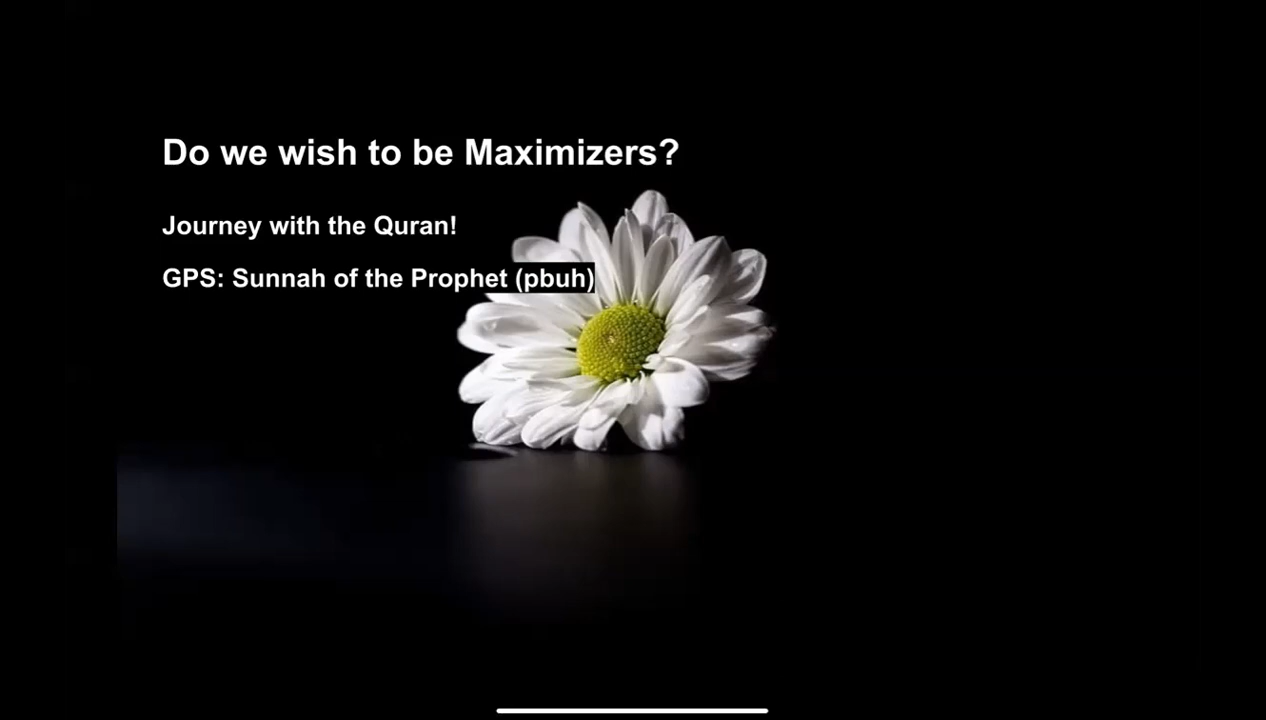 Do we wish to be Maximizers?
Journey with the Quran!
GPS: Sunnah of the Prophet (pbuh)